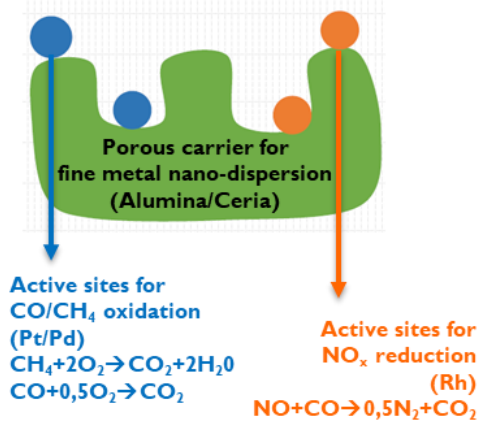 Porous carrier for
fine metal nano-dispersion
(Alumina/Ceria)
Active sites for
CO/CH₄ oxidation
(Pt/Pd)
CH₄+2O₂→CO₂+2H₂0
CO+0,5O₂→CO₂
Active sites for
NOₓ reduction
(Rh)
NO+CO→0,5N₂+CO₂